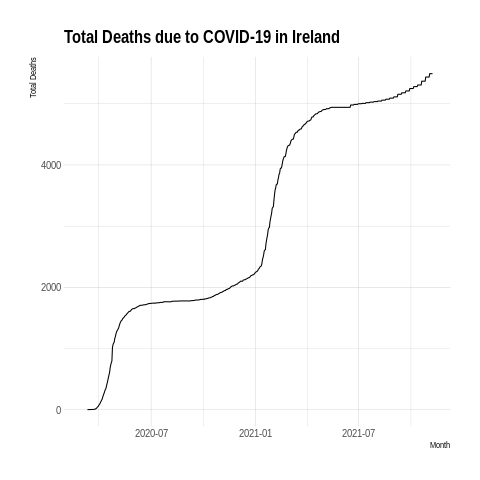 Total Deaths due to COVID-19 in Ireland
Total Deaths
4000
2000
0
2020-07 2021-01 2021-07
Month